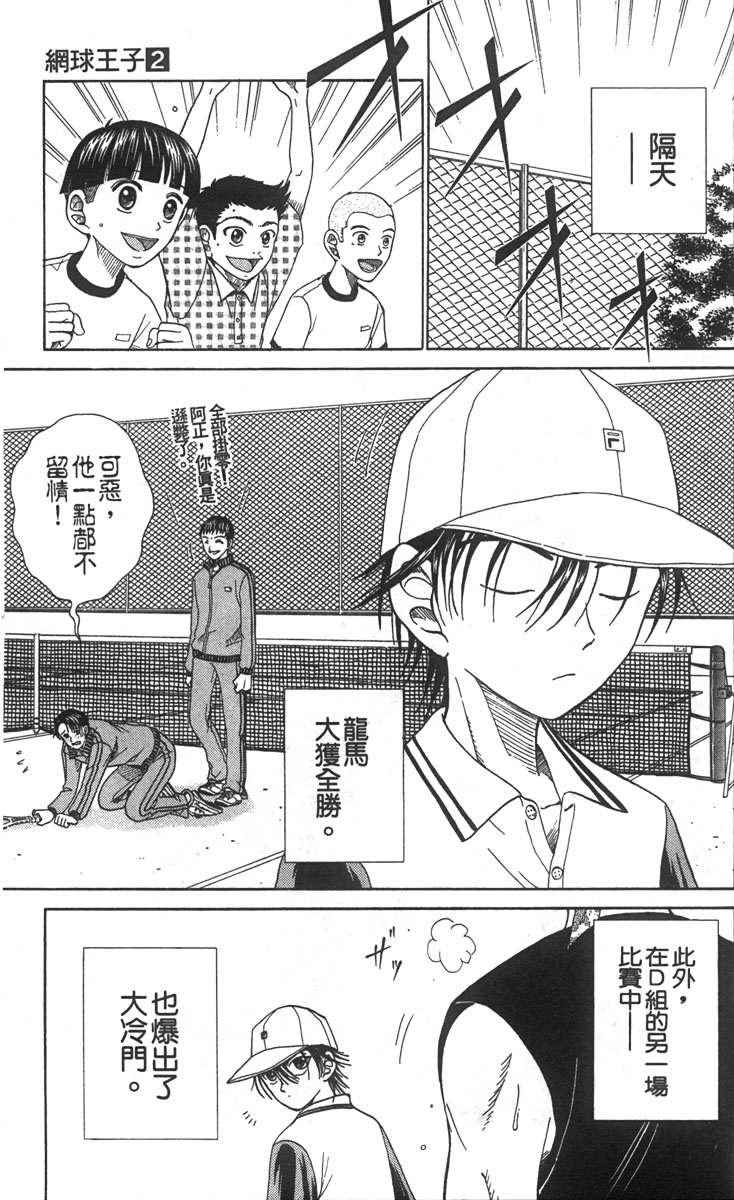 網球王子2
隔天
——
全部掛零！
阿正，你真是
遜斃了。
可惡，
他一點都不
留情！
龍馬
大獲全勝。
此外，
在D組的另一場
比賽中——
ザッ
也爆出了
大冷門。